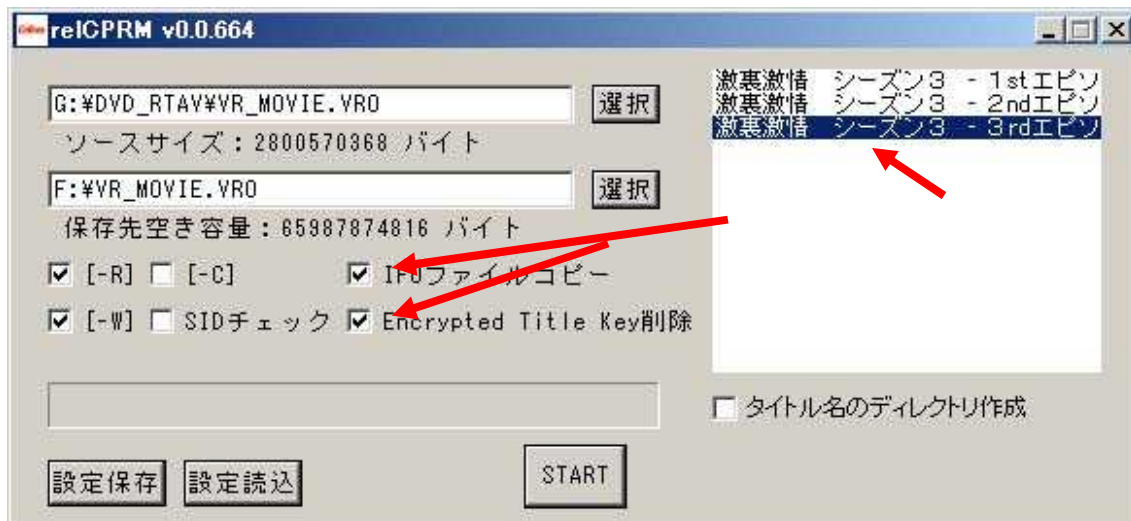 relCPRM v0.0.664
G:¥DVD_RTAV¥VR_MOVIE.VRO
選択
ソースサイズ：2800570368 バイト
F:¥VR_MOVIE.VRO
選択
保存先空き容量：65987874816 バイト
[-R] [-C] IFOファイルコピー
[-W] SIDチェック Encrypted Title Key削除
設定保存 設定読込 START
激裏激情 シーズン3 - 1stエピソ
激裏激情 シーズン3 - 2ndエピソ
激裏激情 シーズン3 - 3rdエピソ
タイトル名のディレクトリ作成